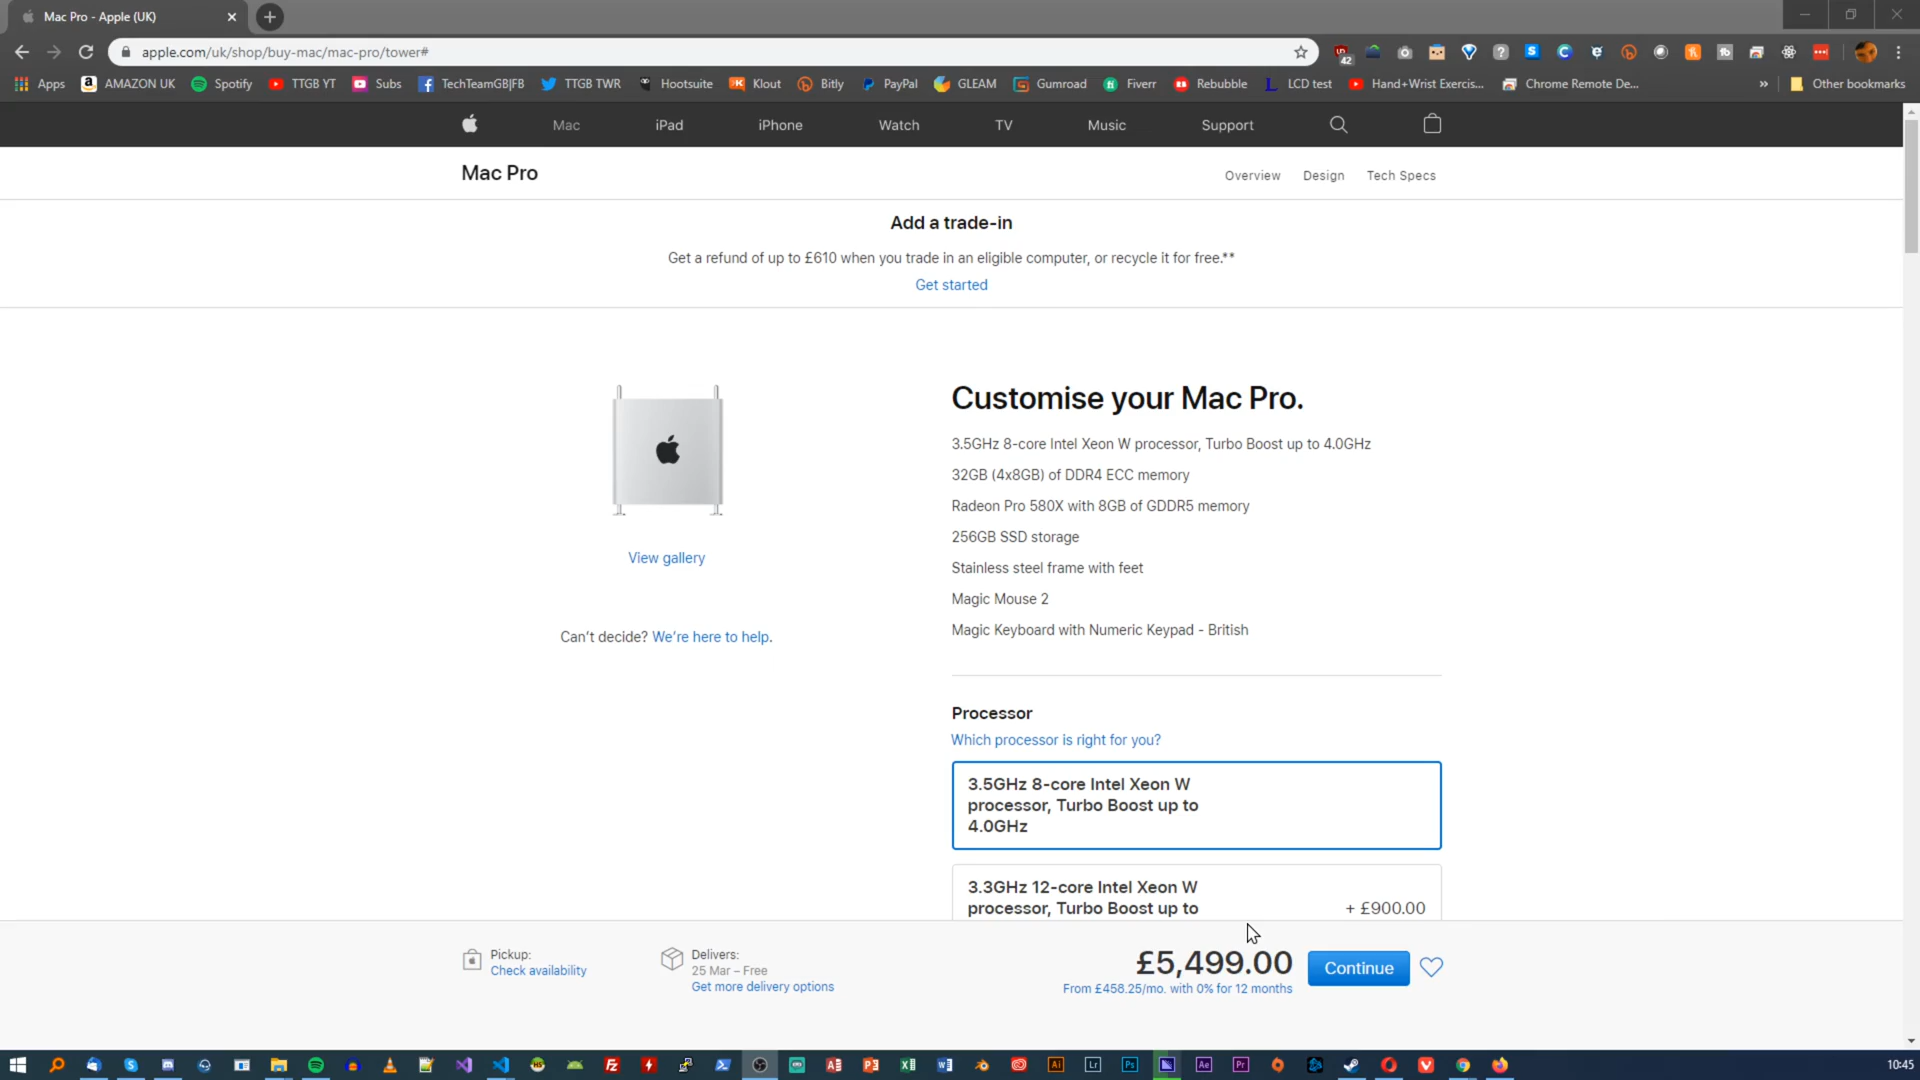 Mac Pro - Apple (UK)
apple.com/uk/shop/buy-mac/mac-pro/tower#
42
Apps
AMAZON UK
Spotify
TTGB YT
Subs
TechTeamGB|FB
TTGB TWR
Hootsuite
Klout
Bitly
PayPal
GLEAM
Gumroad
Fiverr
Rebubble
LCD test
Hand+Wrist Exercis...
Chrome Remote De...
»
Other bookmarks
Mac
iPad
iPhone
Watch
TV
Music
Support
Mac Pro
Overview
Design
Tech Specs
Add a trade-in
Get a refund of up to £610 when you trade in an eligible computer, or recycle it for free.**
Get started
View gallery
Can't decide? We're here to help.
Customise your Mac Pro.
3.5GHz 8-core Intel Xeon W processor, Turbo Boost up to 4.0GHz
32GB (4x8GB) of DDR4 ECC memory
Radeon Pro 580X with 8GB of GDDR5 memory
256GB SSD storage
Stainless steel frame with feet
Magic Mouse 2
Magic Keyboard with Numeric Keypad - British
Processor
Which processor is right for you?
3.5GHz 8-core Intel Xeon W
processor, Turbo Boost up to
4.0GHz
3.3GHz 12-core Intel Xeon W
processor, Turbo Boost up to
+ £900.00
Pickup:
Check availability
Delivers:
25 Mar – Free
Get more delivery options
£5,499.00
From £458.25/mo. with 0% for 12 months
Continue
10:45